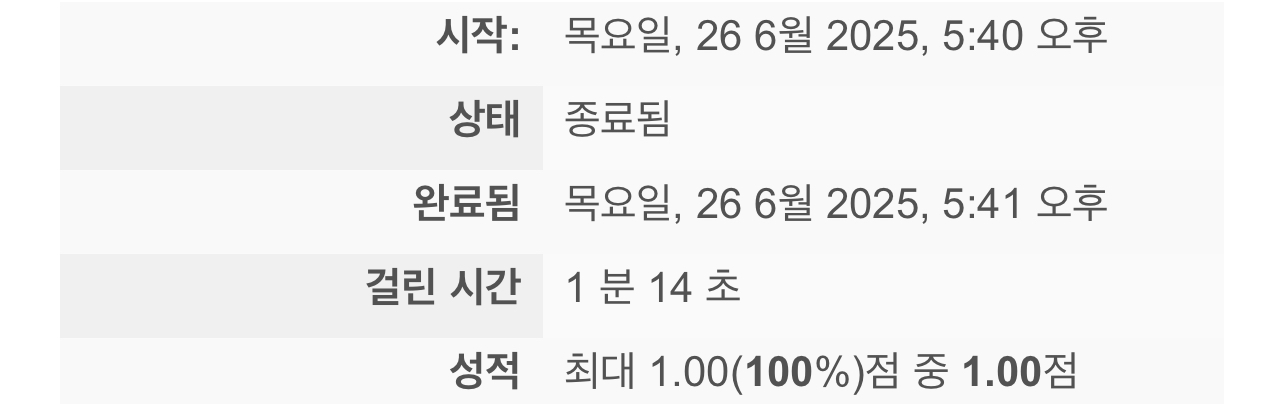 시작: 목요일, 26 6월 2025, 5:40 오후
상태 종료됨
완료됨 목요일, 26 6월 2025, 5:41 오후
걸린 시간 1 분 14 초
성적 최대 1.00(100%)점 중 1.00점